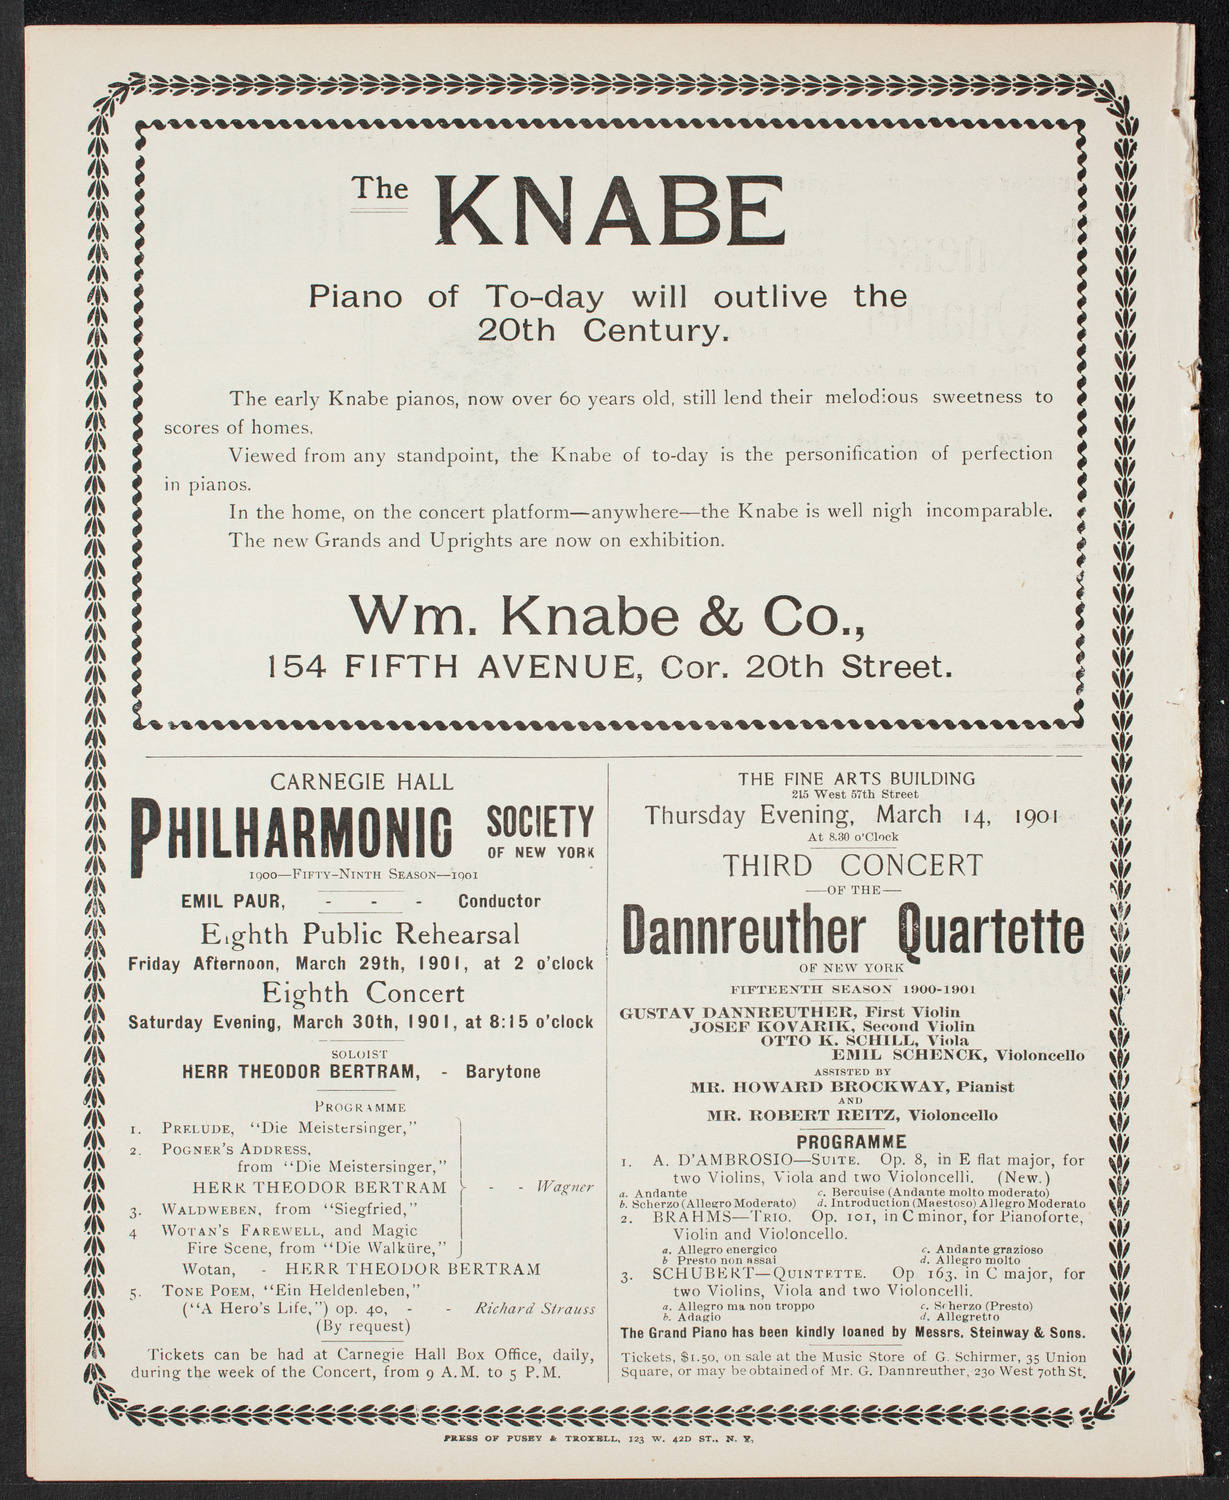 The KNABE
Piano of To-day will outlive the
20th Century.
The early Knabe pianos, now over 60 years old, still lend their melodious sweetness to
scores of homes.
Viewed from any standpoint, the Knabe of to-day is the personification of perfection
in pianos.
In the home, on the concert platform—anywhere—the Knabe is well nigh incomparable.
The new Grands and Uprights are now on exhibition.
Wm. Knabe & Co.,
154 FIFTH AVENUE, Cor. 20th Street.
CARNEGIE HALL
PHILHARMONIC SOCIETY
OF NEW YORK
1900—FIFTY-NINTH SEASON—1901
EMIL PAUR, - - - Conductor
Eighth Public Rehearsal
Friday Afternoon, March 29th, 1901, at 2 o'clock
Eighth Concert
Saturday Evening, March 30th, 1901, at 8:15 o'clock
SOLOIST
HERR THEODOR BERTRAM, - Barytone
PROGRAMME
1. PRELUDE, "Die Meistersinger,"
2. POGNER'S ADDRESS,
from "Die Meistersinger,"
HERR THEODOR BERTRAM - - Wagner
3. WALDWEBEN, from "Siegfried,"
4 WOTAN'S FAREWELL, and Magic
Fire Scene, from "Die Walküre,"
Wotan, - HERR THEODOR BERTRAM
5. TONE POEM, "Ein Heldenleben,"
("A Hero's Life,") op. 40, - - Richard Strauss
(By request)
Tickets can be had at Carnegie Hall Box Office, daily,
during the week of the Concert, from 9 A.M. to 5 P.M.
THE FINE ARTS BUILDING
215 West 57th Street
Thursday Evening, March 14, 1901
At 8.30 o'Clock
THIRD CONCERT
—OF THE—
Dannreuther Quartette
OF NEW YORK
FIFTEENTH SEASON 1900-1901
GUSTAV DANNREUTHER, First Violin
JOSEF KOVARIK, Second Violin
OTTO K. SCHILL, Viola
EMIL SCHENCK, Violoncello
ASSISTED BY
MR. HOWARD BROCKWAY, Pianist
AND
MR. ROBERT REITZ, Violoncello
PROGRAMME
1. A. D'AMBROSIO—SUITE. Op. 8, in E flat major, for
two Violins, Viola and two Violoncelli. (New.)
a. Andante c. Bercuise (Andante molto moderato)
b. Scherzo (Allegro Moderato) d. Introduction (Maestoso) Allegro Moderato
2. BRAHMS—TRIO. Op. 101, in C minor, for Pianoforte,
Violin and Violoncello.
a. Allegro energico c. Andante grazioso
b Presto non assai d. Allegro molto
3. SCHUBERT—QUINTETTE. Op 163, in C major, for
two Violins, Viola and two Violoncelli.
a. Allegro ma non troppo c. Scherzo (Presto)
b. Adagio d. Allegretto
The Grand Piano has been kindly loaned by Messrs. Steinway & Sons.
Tickets, $1.50, on sale at the Music Store of G. Schirmer, 35 Union
Square, or may be obtained of Mr. G. Dannreuther, 230 West 70th St.
PRESS OF PUSEY & TROXELL, 123 W. 42D ST., N. Y.